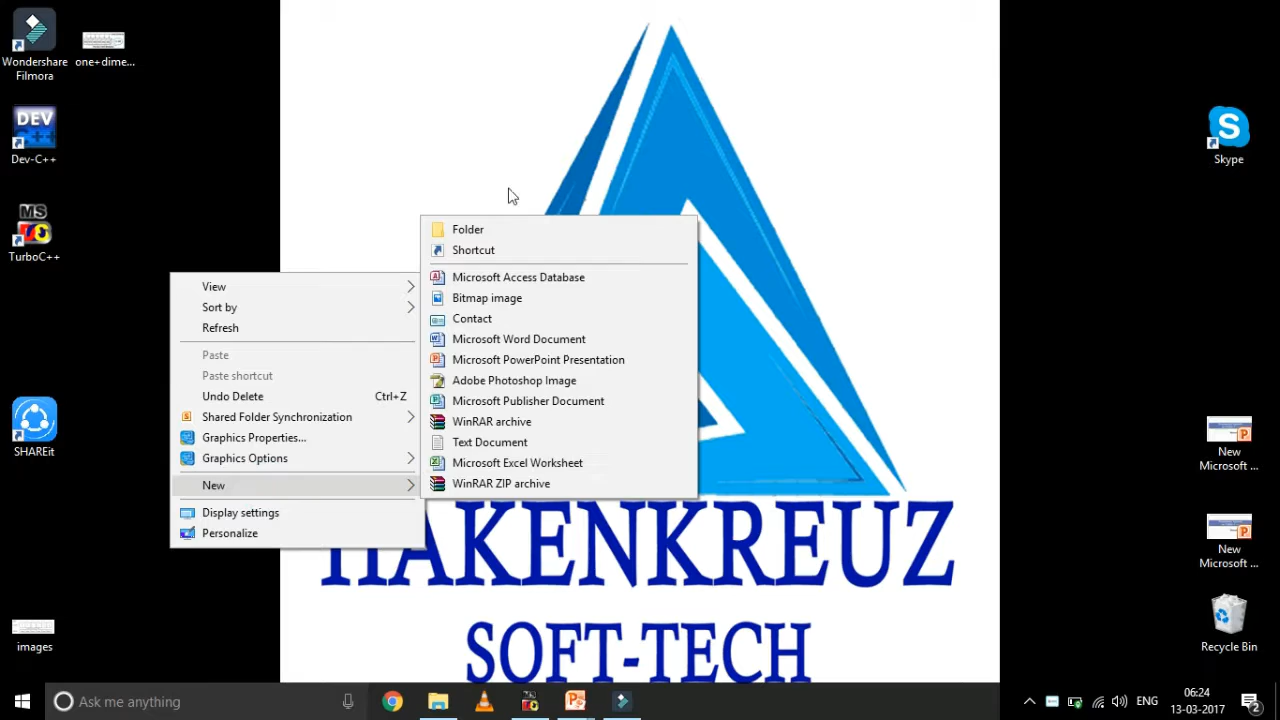 Wondershare
Filmora
one+dime...
DEV
Dev-C++
MS
TurboC++
SHAREit
images
View
Sort by
Refresh
Paste
Paste shortcut
Undo Delete Ctrl+Z
Shared Folder Synchronization
Graphics Properties...
Graphics Options
New
Display settings
Personalize
Folder
Shortcut
Microsoft Access Database
Bitmap image
Contact
Microsoft Word Document
Microsoft PowerPoint Presentation
Adobe Photoshop Image
Microsoft Publisher Document
WinRAR archive
Text Document
Microsoft Excel Worksheet
WinRAR ZIP archive
HAKENKREUZ
SOFT-TECH
Skype
New
Microsoft ...
New
Microsoft ...
Recycle Bin
Ask me anything
ENG
06:24
13-03-2017
2